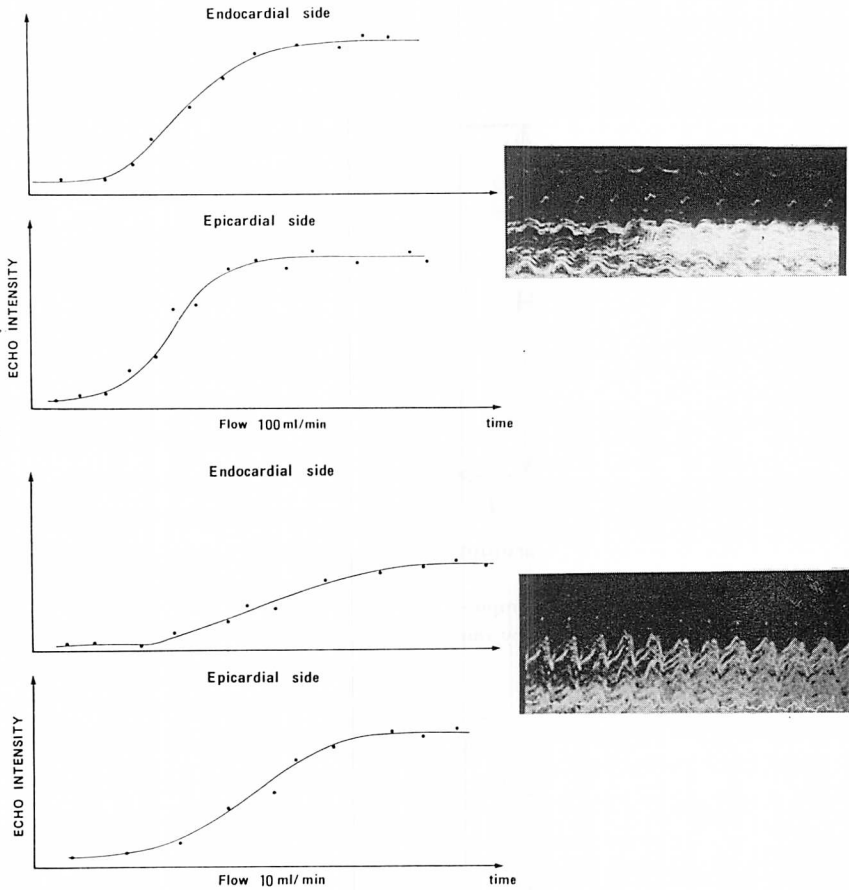 Endocardial side
Epicardial side
ECHO INTENSITY
Flow 100 ml/min
time
Endocardial side
Epicardial side
ECHO INTENSITY
Flow 10 ml/min
time